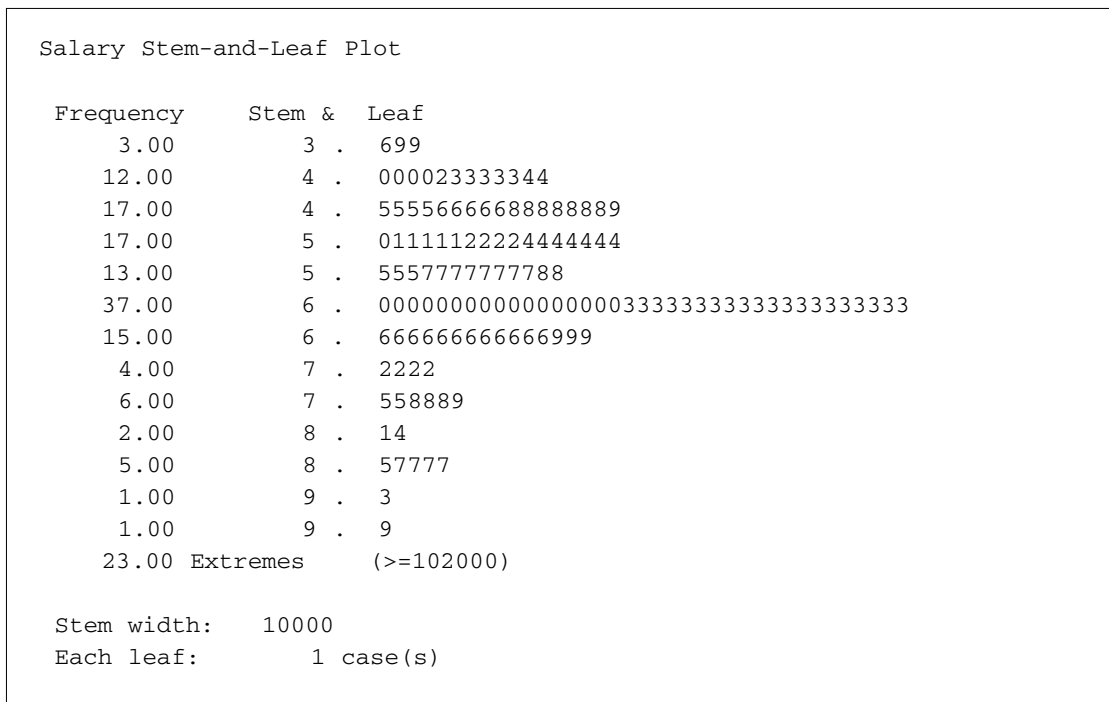 Salary Stem-and-Leaf Plot
Frequency Stem & Leaf
3.00 3 . 699
12.00 4 . 000023333344
17.00 4 . 55556666688888889
17.00 5 . 01111112222444444
13.00 5 . 5557777777788
37.00 6 . 0000000000000000033333333333333333333
15.00 6 . 666666666666999
4.00 7 . 2222
6.00 7 . 558889
2.00 8 . 14
5.00 8 . 57777
1.00 9 . 3
1.00 9 . 9
23.00 Extremes (>=102000)
Stem width: 10000
Each leaf: 1 case(s)